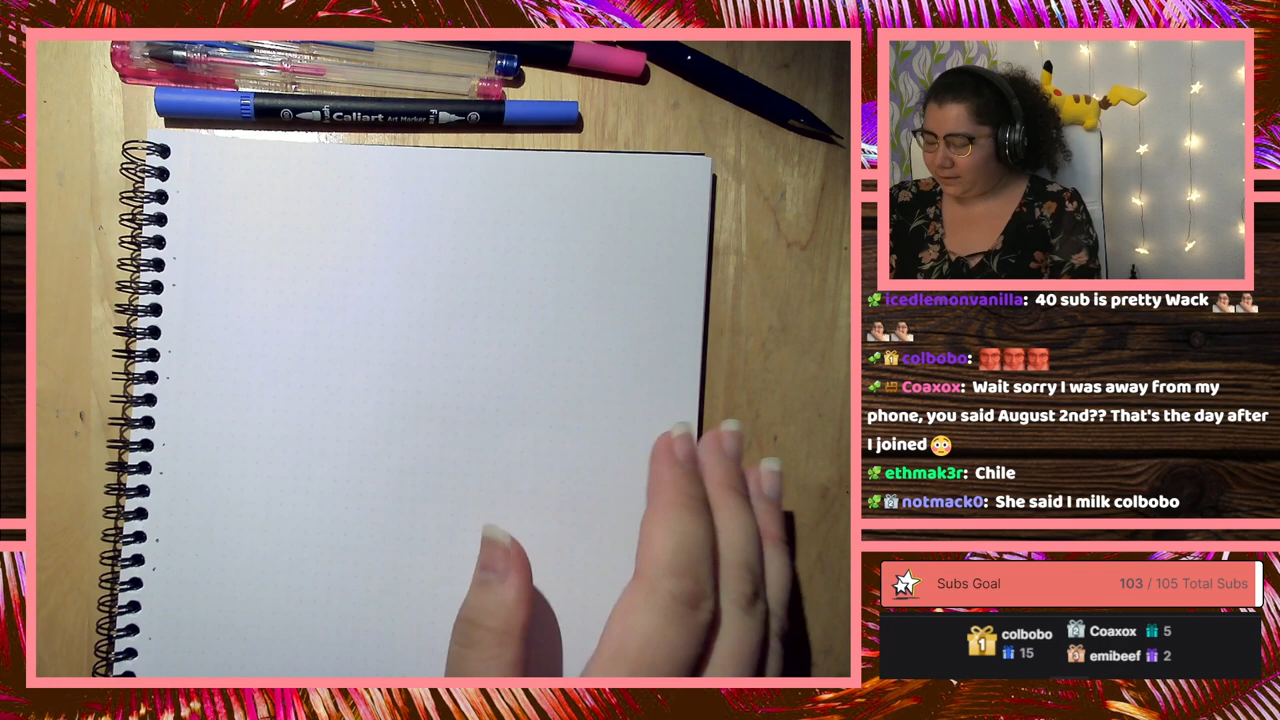 Caliart Art Marker
icedlemonvanilla: 40 sub is pretty Wack
colbobo:
Coaxox: Wait sorry I was away from my
phone, you said August 2nd?? That's the day after
I joined
ethmak3r: Chile
notmack0: She said I milk colbobo
Subs Goal 103 / 105 Total Subs
colbobo
15
Coaxox 5
emibeef 2